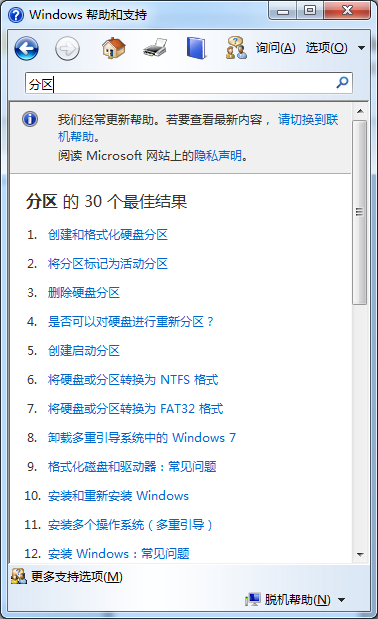 Windows 帮助和支持
询问(A) 选项(O)
分区
我们经常更新帮助。若要查看最新内容，请切换到联
机帮助。
阅读 Microsoft 网站上的隐私声明。
分区 的 30 个最佳结果
1. 创建和格式化硬盘分区
2. 将分区标记为活动分区
3. 删除硬盘分区
4. 是否可以对硬盘进行重新分区？
5. 创建启动分区
6. 将硬盘或分区转换为 NTFS 格式
7. 将硬盘或分区转换为 FAT32 格式
8. 卸载多重引导系统中的 Windows 7
9. 格式化磁盘和驱动器：常见问题
10. 安装和重新安装 Windows
11. 安装多个操作系统（多重引导）
12. 安装 Windows：常见问题
更多支持选项(M)
脱机帮助(N)